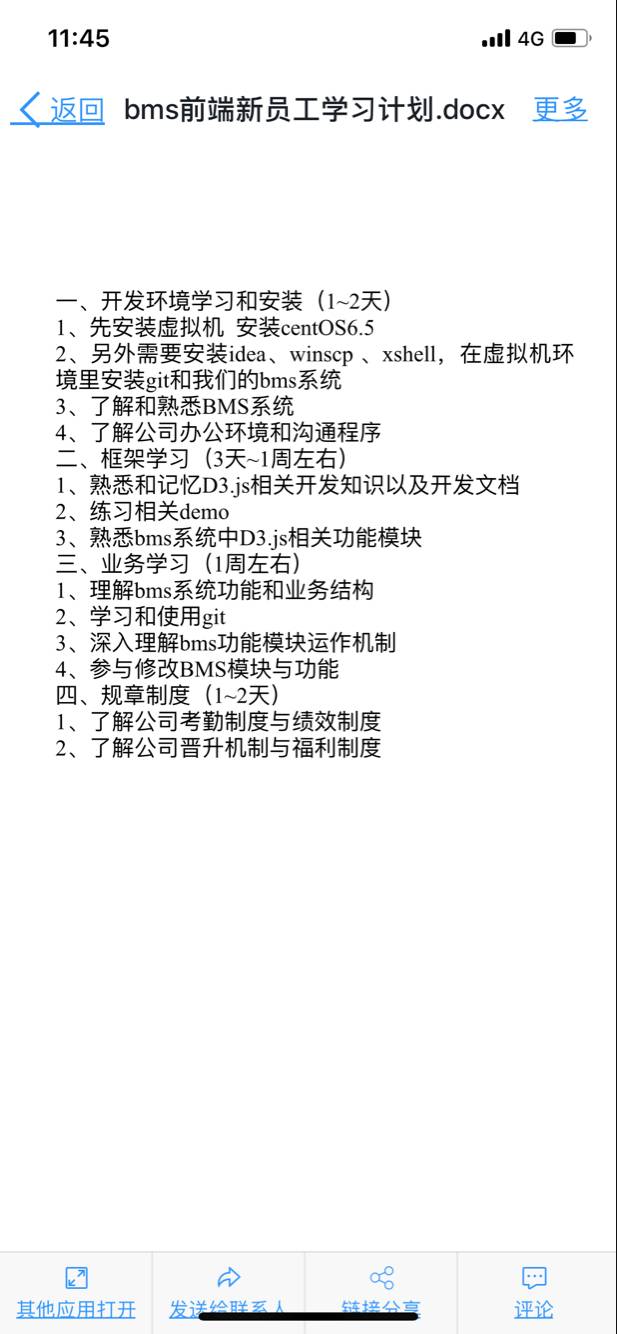 11:45 4G
返回 bms前端新员工学习计划.docx 更多
一、开发环境学习和安装（1~2天）
1、先安装虚拟机 安装centOS6.5
2、另外需要安装idea、winscp 、xshell，在虚拟机环
境里安装git和我们的bms系统
3、了解和熟悉BMS系统
4、了解公司办公环境和沟通程序
二、框架学习（3天~1周左右）
1、熟悉和记忆D3.js相关开发知识以及开发文档
2、练习相关demo
3、熟悉bms系统中D3.js相关功能模块
三、业务学习（1周左右）
1、理解bms系统功能和业务结构
2、学习和使用git
3、深入理解bms功能模块运作机制
4、参与修改BMS模块与功能
四、规章制度（1~2天）
1、了解公司考勤制度与绩效制度
2、了解公司晋升机制与福利制度
其他应用打开 发送给联系人 链接分享 评论